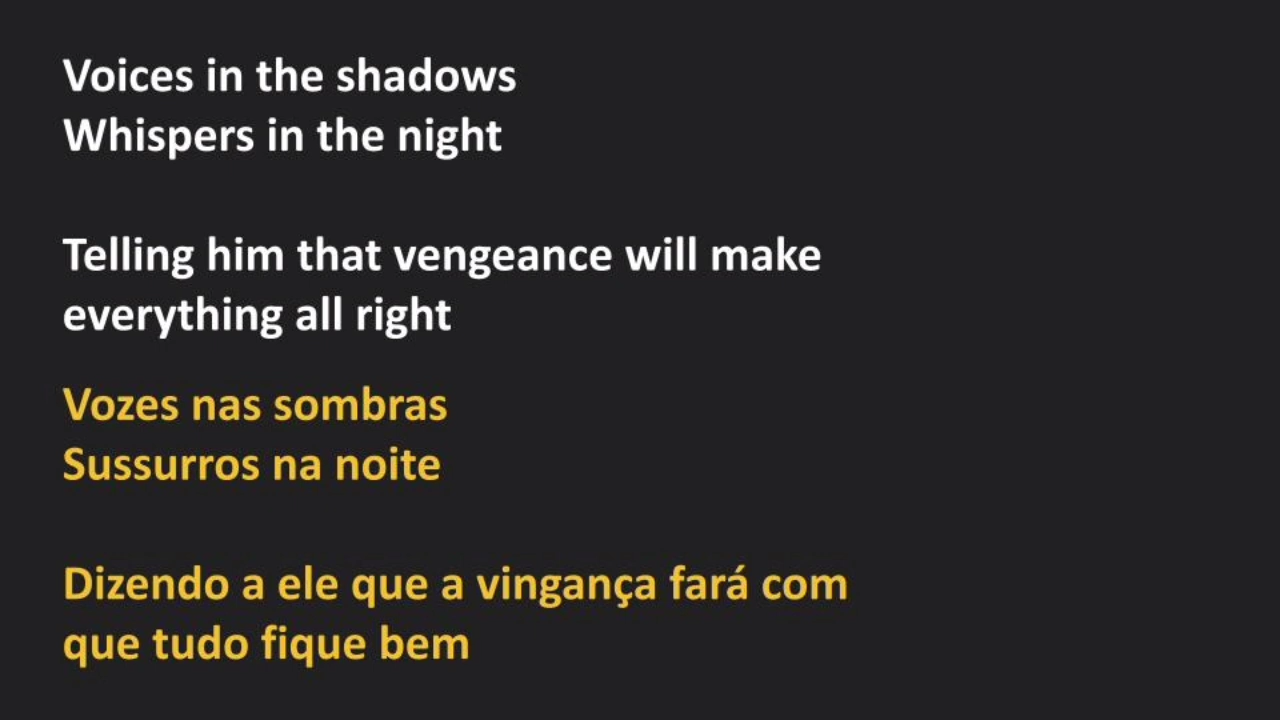 Voices in the shadows
Whispers in the night
Telling him that vengeance will make
everything all right
Vozes nas sombras
Sussurros na noite
Dizendo a ele que a vingança fará com
que tudo fique bem